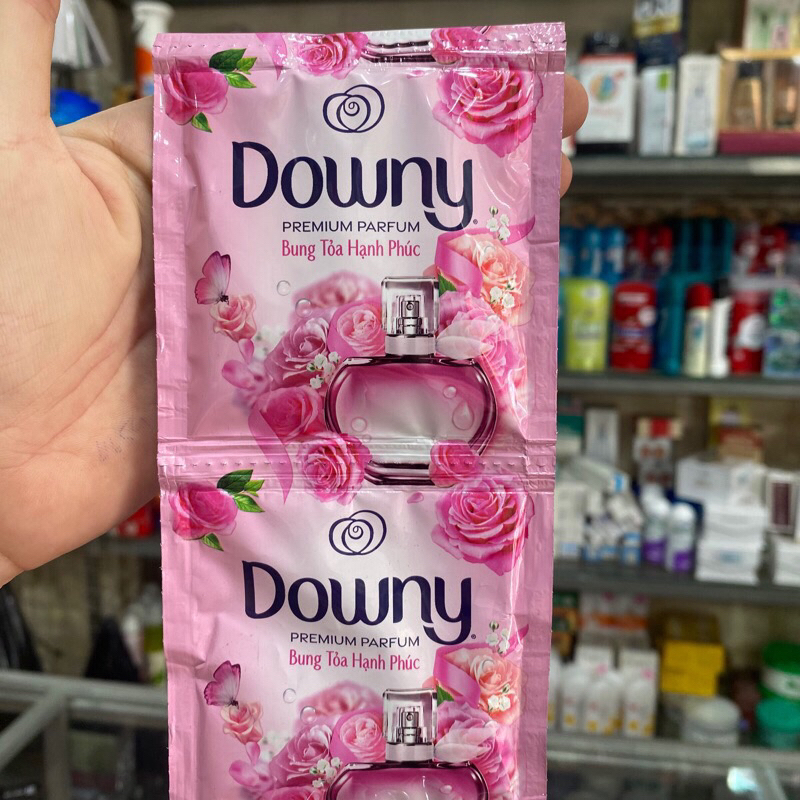 Downy
PREMIUM PARFUM
Bung Tỏa Hạnh Phúc
Downy
PREMIUM PARFUM
Bung Tỏa Hạnh Phúc